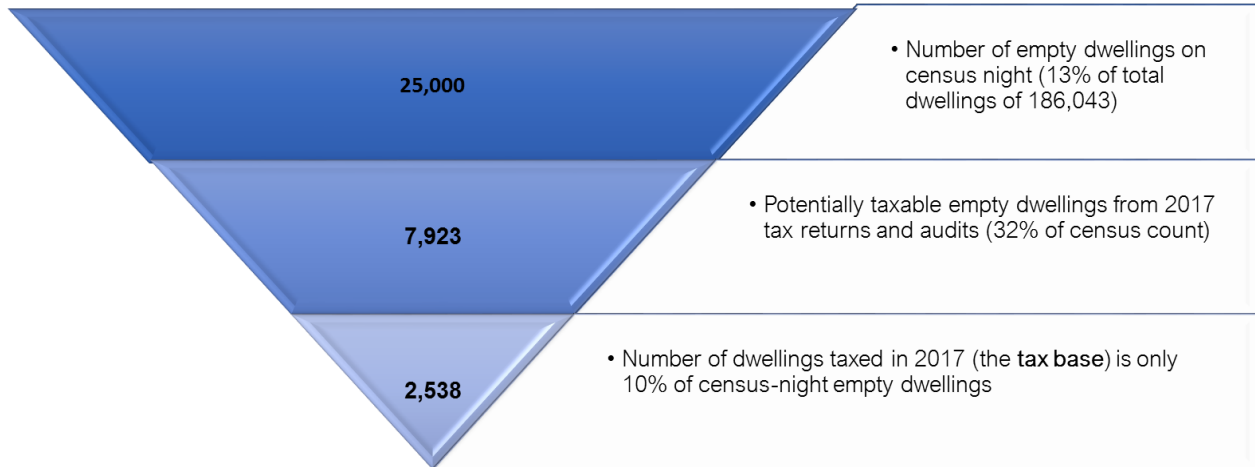 25,000
• Number of empty dwellings on
census night (13% of total
dwellings of 186,043)
7,923
• Potentially taxable empty dwellings from 2017
tax returns and audits (32% of census count)
2,538
• Number of dwellings taxed in 2017 (the tax base) is only
10% of census-night empty dwellings